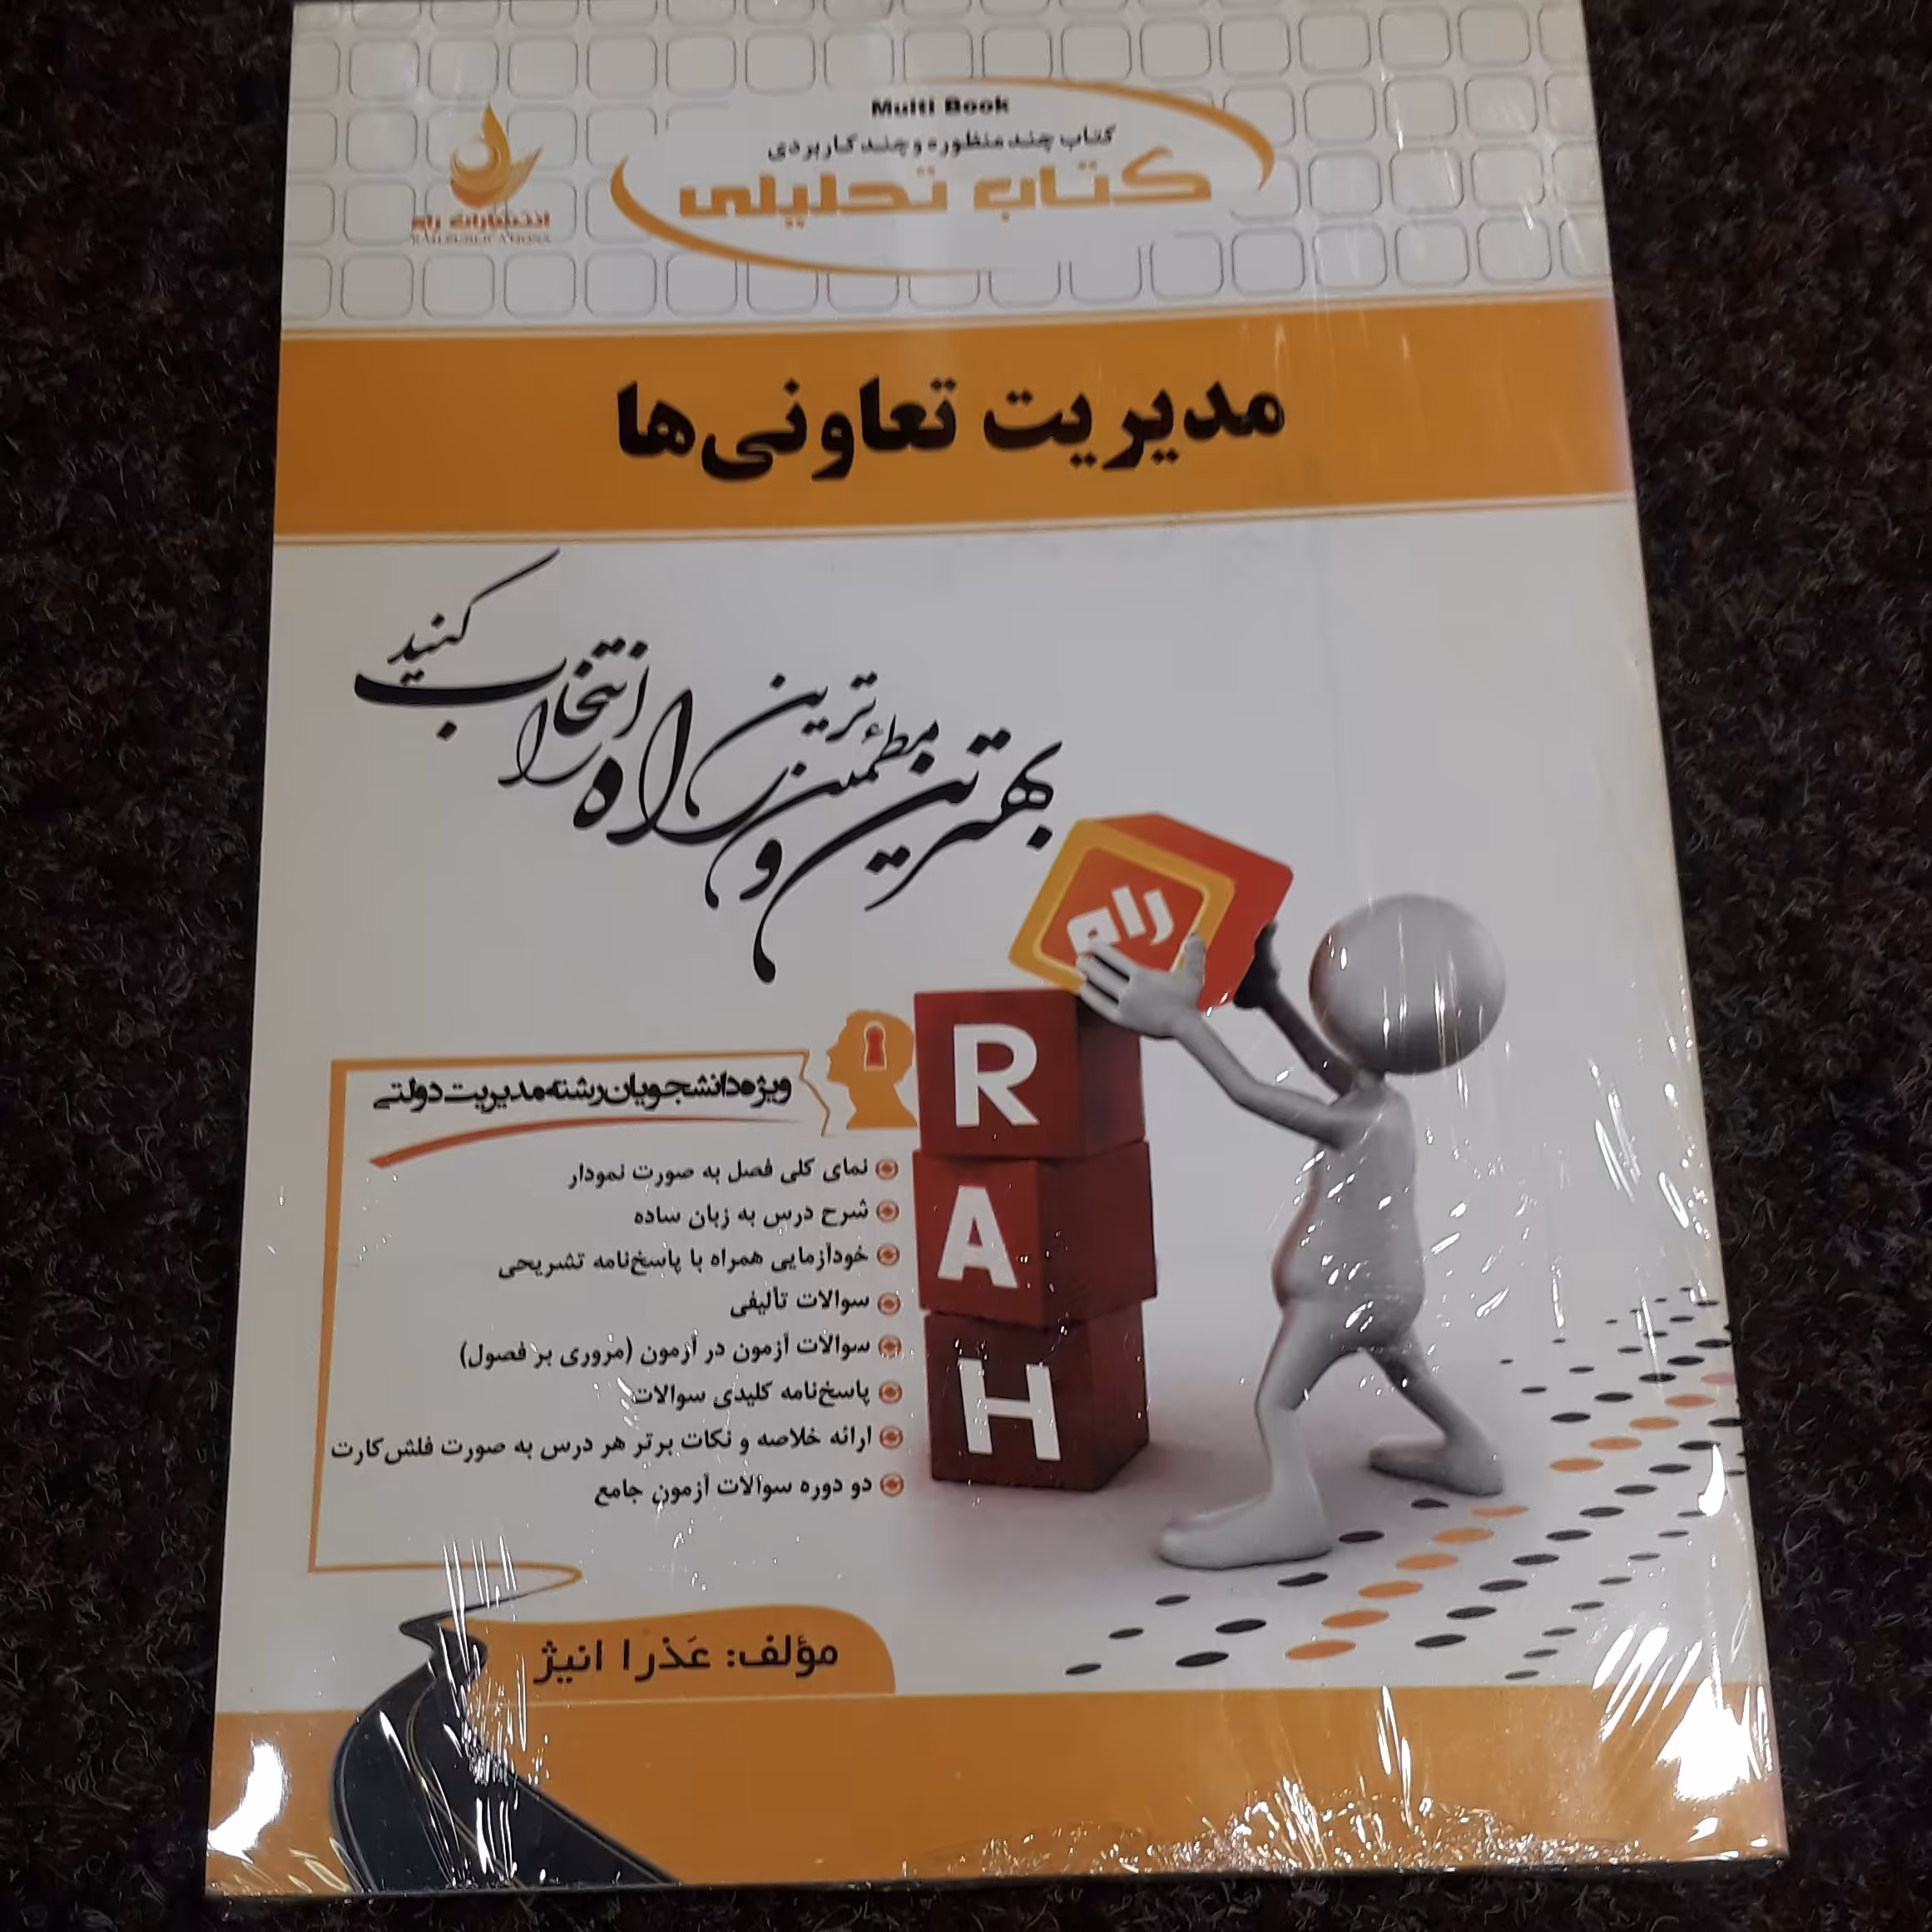 Multi Book
کتاب چند منظوره و چند کاربردی
کتاب تحلیلی
انتشارات راه
RAH PUBLICATIONS
مدیریت تعاونی‌ها
بهترین و مطمئن‌ترین راه را انتخاب کنید
راه
R
A
H
ویژه دانشجویان رشته مدیریت دولتی
نمای کلی فصل به صورت نمودار
شرح درس به زبان ساده
خودآزمایی همراه با پاسخ‌نامه تشریحی
سوالات تألیفی
سوالات آزمون در آزمون (مروری بر فصول)
پاسخ‌نامه کلیدی سوالات
ارائه خلاصه و نکات برتر هر درس به صورت فلش‌کارت
دو دوره سوالات آزمون جامع
مؤلف: عَذرا انیژ